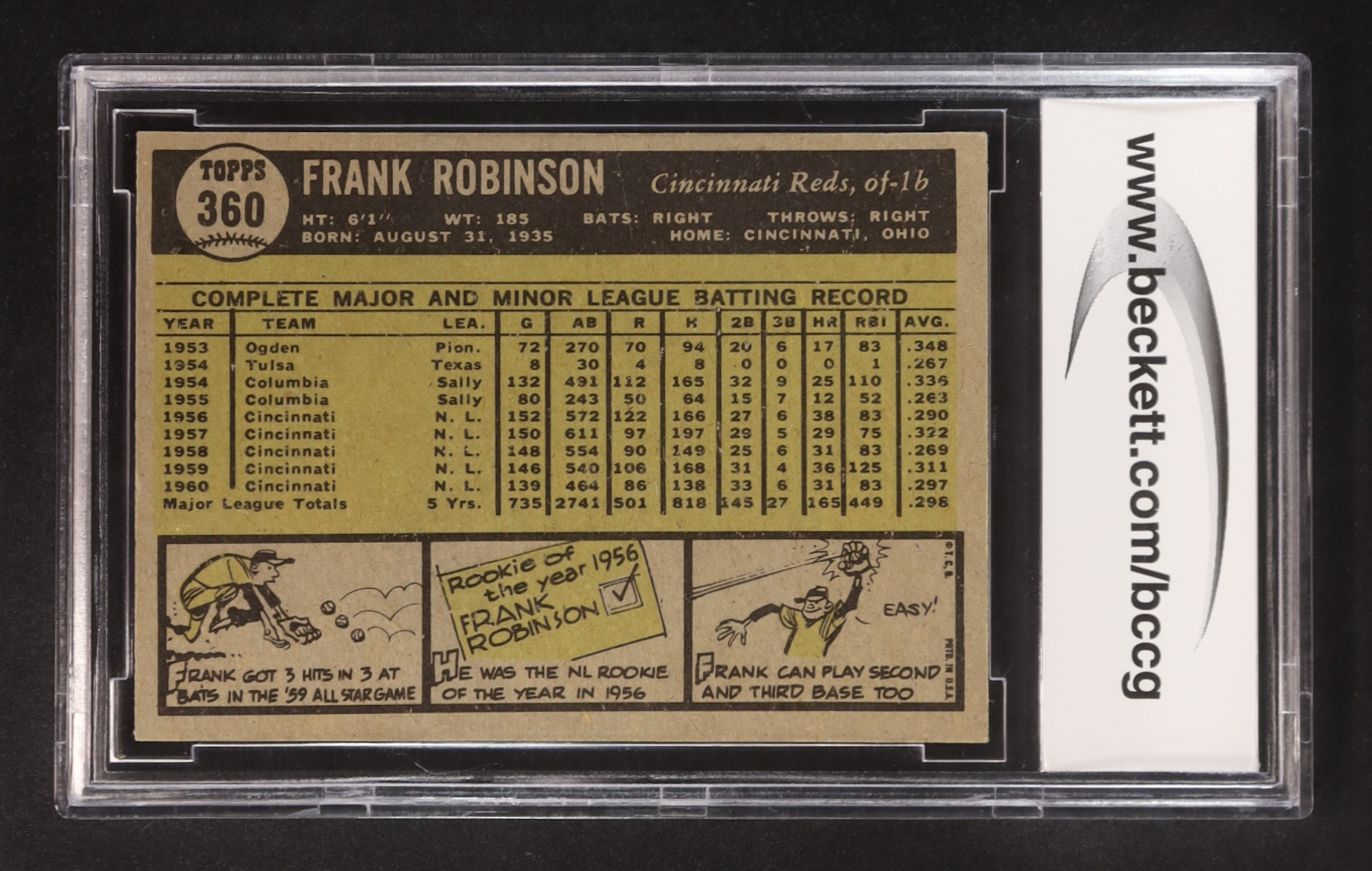 TOPPS
360
FRANK ROBINSON
Cincinnati Reds, of-1b
HT: 6'1" WT: 185 BATS: RIGHT THROWS: RIGHT
BORN: AUGUST 31, 1935 HOME: CINCINNATI, OHIO
COMPLETE MAJOR AND MINOR LEAGUE BATTING RECORD
YEAR TEAM LEA. G AB R H 2B 3B HR RBI AVG.
1953 Ogden Pion. 72 270 70 94 20 6 17 83 .348
1954 Tulsa Texas 8 30 4 8 0 0 0 1 .267
1954 Columbia Sally 132 491 112 165 32 9 25 110 .336
1955 Columbia Sally 80 243 50 64 15 7 12 52 .263
1956 Cincinnati N. L. 152 572 122 166 27 6 38 83 .290
1957 Cincinnati N. L. 150 611 97 197 29 5 29 75 .322
1958 Cincinnati N. L. 148 554 90 149 25 6 31 83 .269
1959 Cincinnati N. L. 146 540 106 168 31 4 36 125 .311
1960 Cincinnati N. L. 139 464 86 138 33 6 31 83 .297
Major League Totals 5 Yrs. 735 2741 501 818 145 27 165 449 .298
FRANK GOT 3 HITS IN 3 AT
BATS IN THE '59 ALL STAR GAME
Rookie of
the year 1956
FRANK
ROBINSON
HE WAS THE NL ROOKIE
OF THE YEAR IN 1956
EASY!
FRANK CAN PLAY SECOND
AND THIRD BASE TOO
© T. C. G.
PRTD. IN U.S.A.
www.beckett.com/bccg